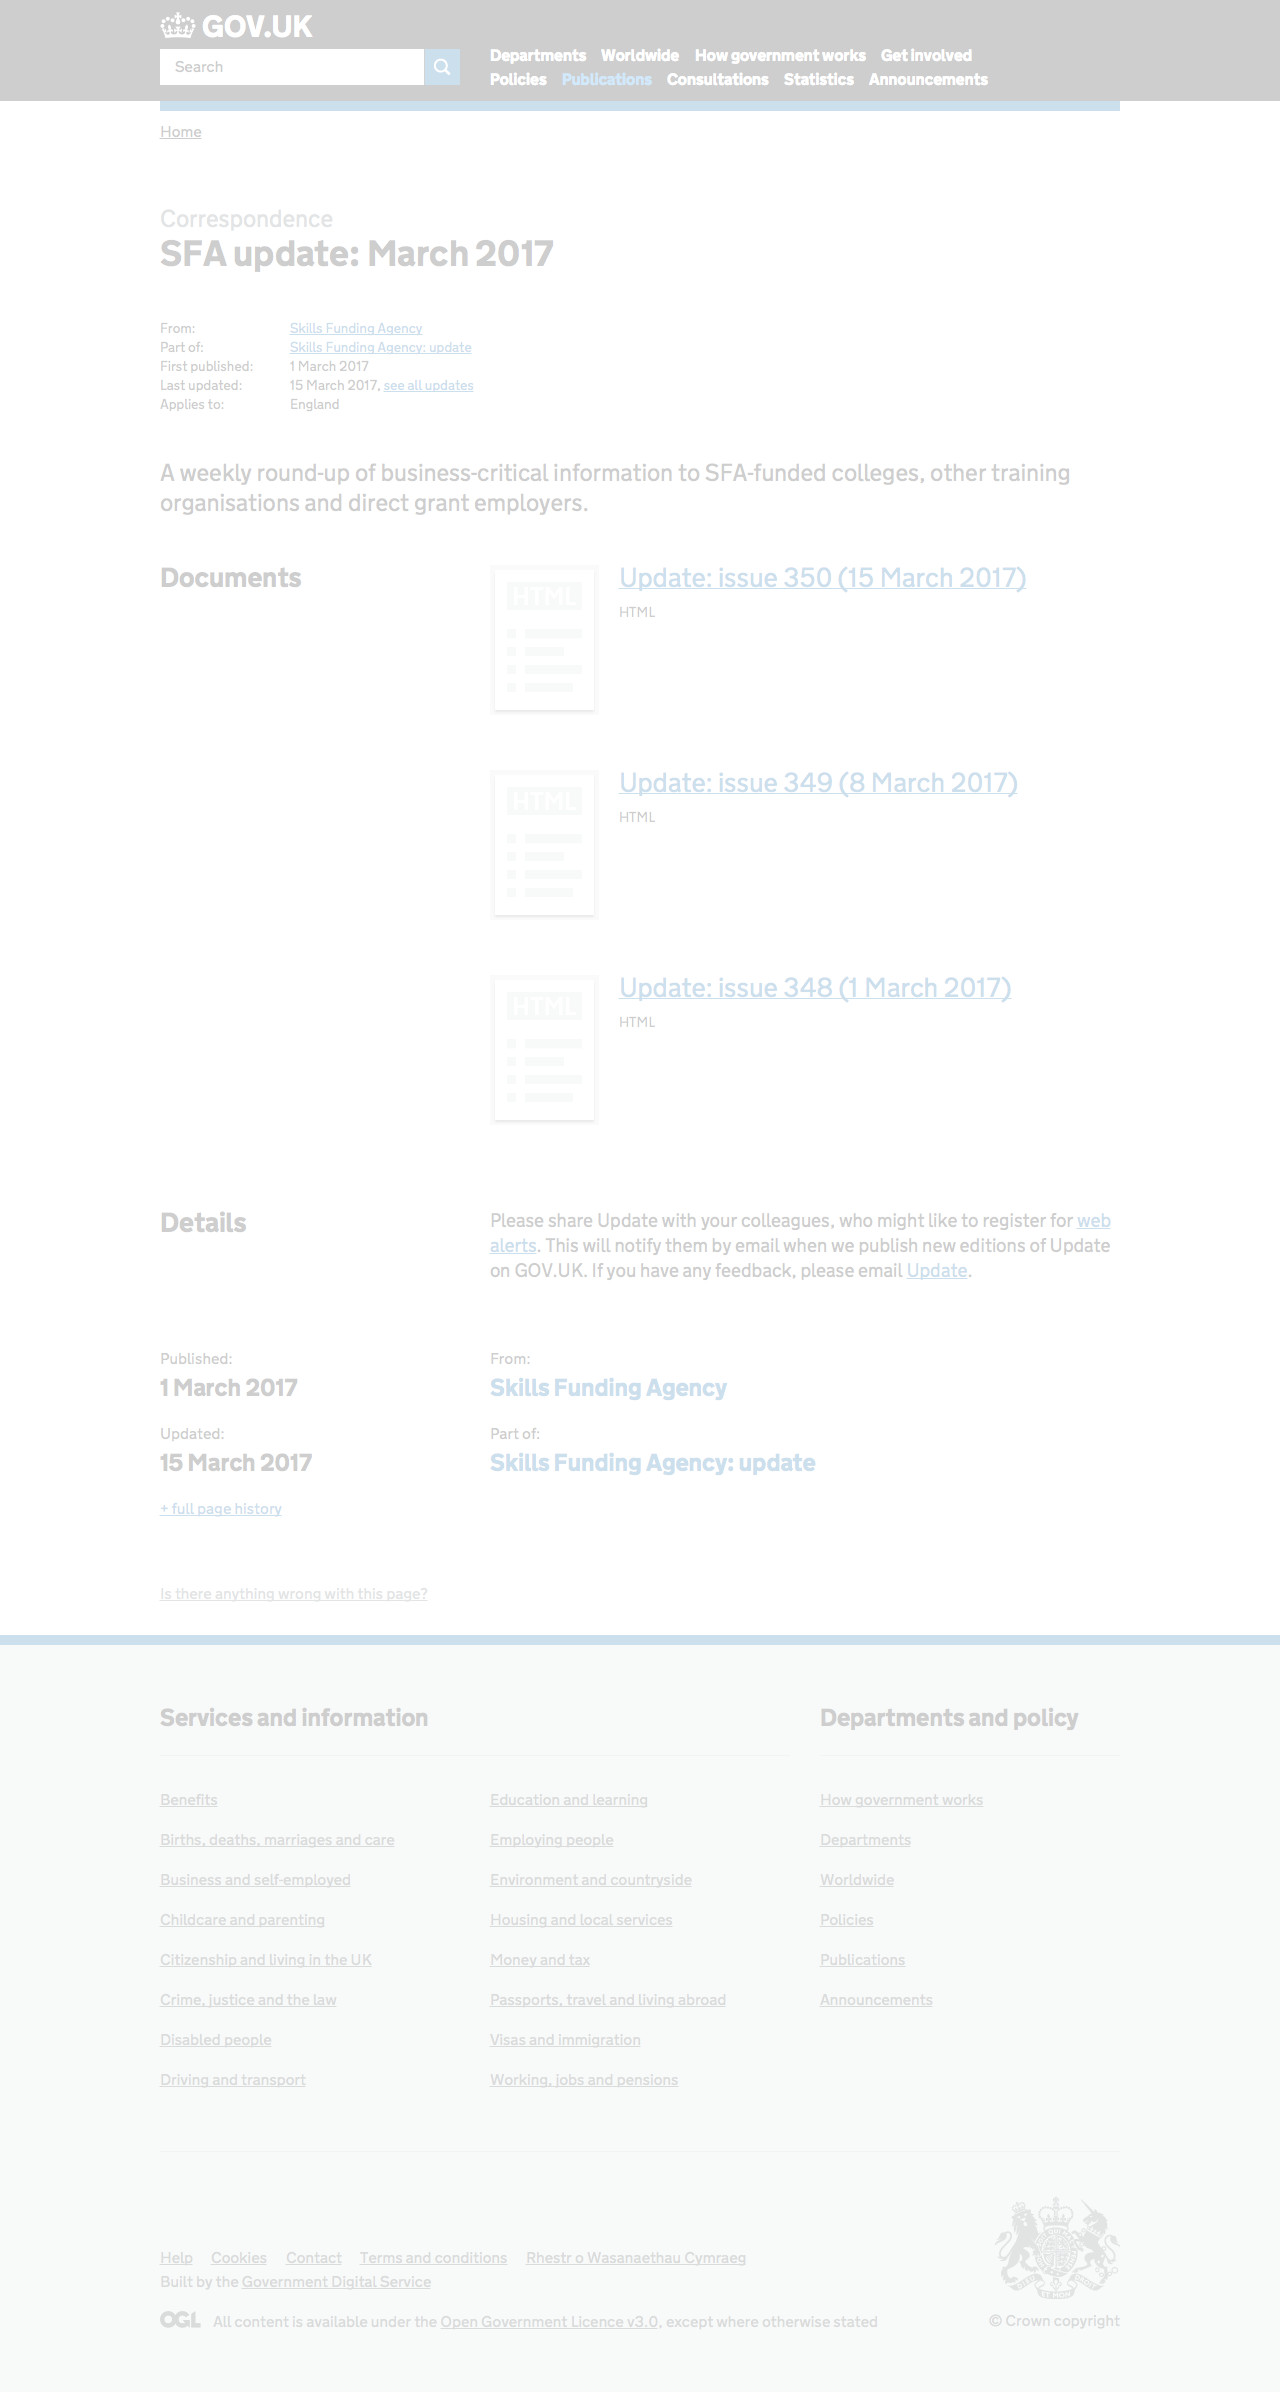 GOV.UK
Search
Departments Worldwide How government works Get involved
Policies Publications Consultations Statistics Announcements
Home
Correspondence
SFA update: March 2017
From: Skills Funding Agency
Part of: Skills Funding Agency: update
First published: 1 March 2017
Last updated: 15 March 2017, see all updates
Applies to: England
A weekly round-up of business-critical information to SFA-funded colleges, other training
organisations and direct grant employers.
Documents
HTML
Update: issue 350 (15 March 2017)
HTML
HTML
Update: issue 349 (8 March 2017)
HTML
HTML
Update: issue 348 (1 March 2017)
HTML
Details
Please share Update with your colleagues, who might like to register for web
alerts. This will notify them by email when we publish new editions of Update
on GOV.UK. If you have any feedback, please email Update.
Published:
1 March 2017
From:
Skills Funding Agency
Updated:
15 March 2017
Part of:
Skills Funding Agency: update
+ full page history
Is there anything wrong with this page?
Services and information
Benefits
Births, deaths, marriages and care
Business and self-employed
Childcare and parenting
Citizenship and living in the UK
Crime, justice and the law
Disabled people
Driving and transport
Education and learning
Employing people
Environment and countryside
Housing and local services
Money and tax
Passports, travel and living abroad
Visas and immigration
Working, jobs and pensions
Departments and policy
How government works
Departments
Worldwide
Policies
Publications
Announcements
Help Cookies Contact Terms and conditions Rhestr o Wasanaethau Cymraeg
Built by the Government Digital Service
OGL All content is available under the Open Government Licence v3.0, except where otherwise stated
© Crown copyright